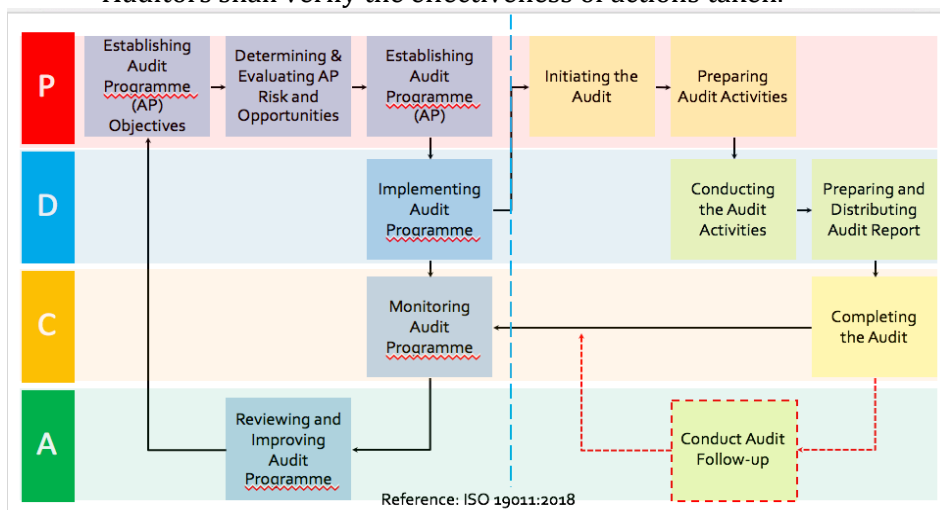 Auditors shall verify the effectiveness of actions taken.
P
Establishing
Audit
Programme
(AP)
Objectives
Determining &
Evaluating AP
Risk and
Opportunities
Establishing
Audit
Programme
(AP)
Initiating the
Audit
Preparing
Audit Activities
D
Implementing
Audit
Programme
Conducting
the Audit
Activities
Preparing and
Distributing
Audit Report
C
Monitoring
Audit
Programme
Completing
the Audit
A
Reviewing and
Improving
Audit
Programme
Conduct Audit
Follow-up
Reference: ISO 19011:2018